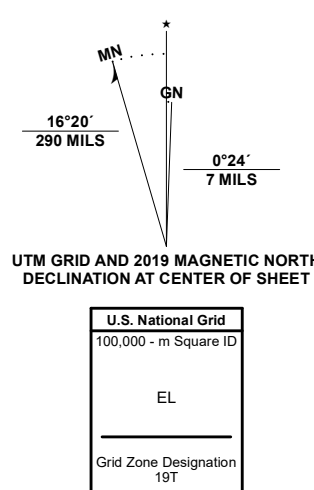 ★
MN
GN
16°20´
290 MILS
0°24´
7 MILS
UTM GRID AND 2019 MAGNETIC NORTH
DECLINATION AT CENTER OF SHEET
U.S. National Grid
100,000 - m Square ID
EL
Grid Zone Designation
19T